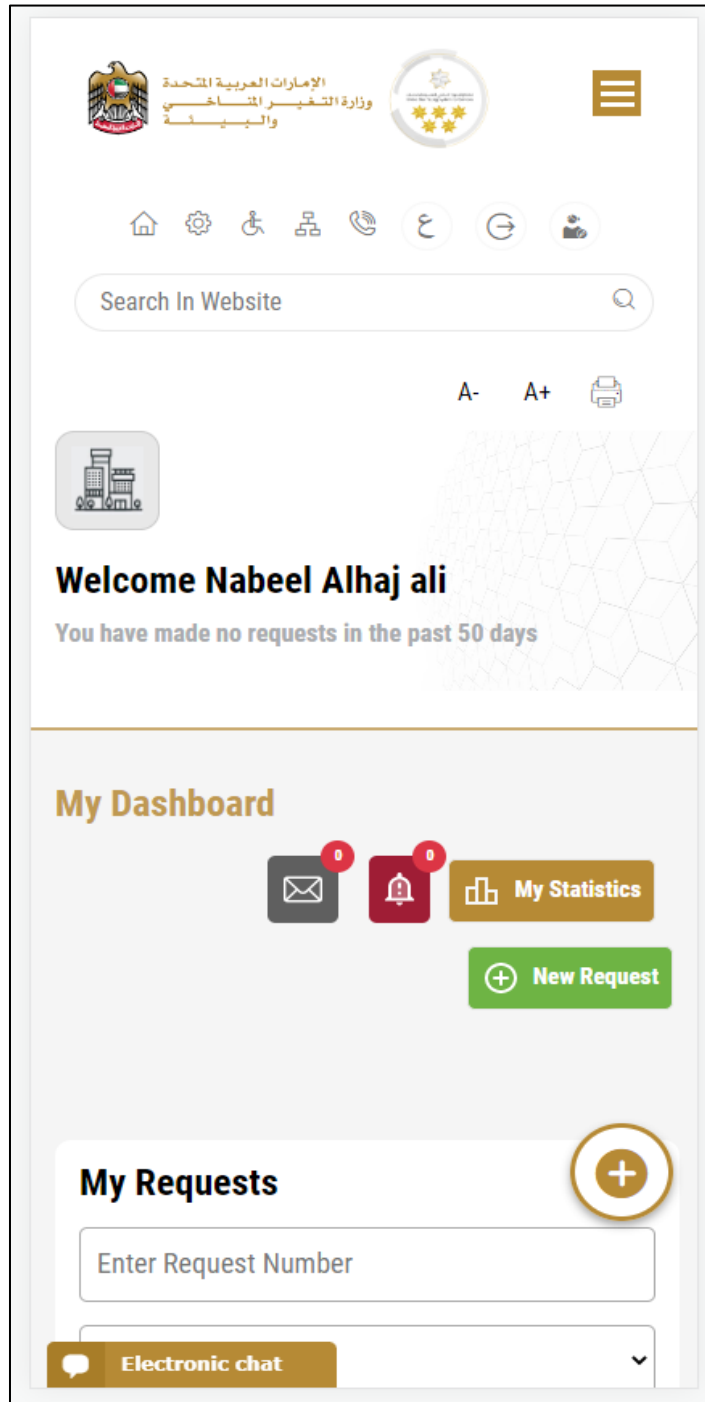 الإمارات العربية المتحدة
وزارة التغيير المناخي
والبيئة
ع
Search In Website
A- A+
Welcome Nabeel Alhaj ali
You have made no requests in the past 50 days
My Dashboard
0 0
My Statistics
New Request
My Requests
Enter Request Number
Electronic chat